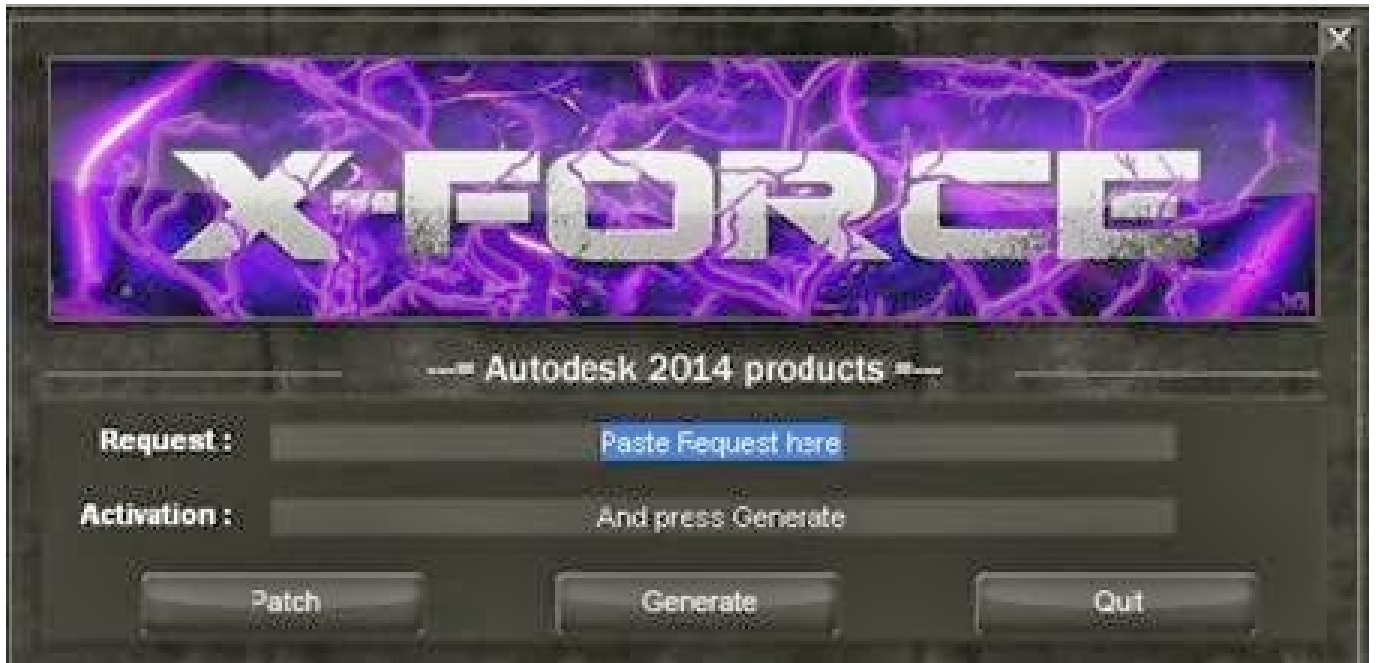 X-FORCE
---= Autodesk 2014 products =---
Request :
Paste Request here
Activation :
And press Generate
Patch
Generate
Quit